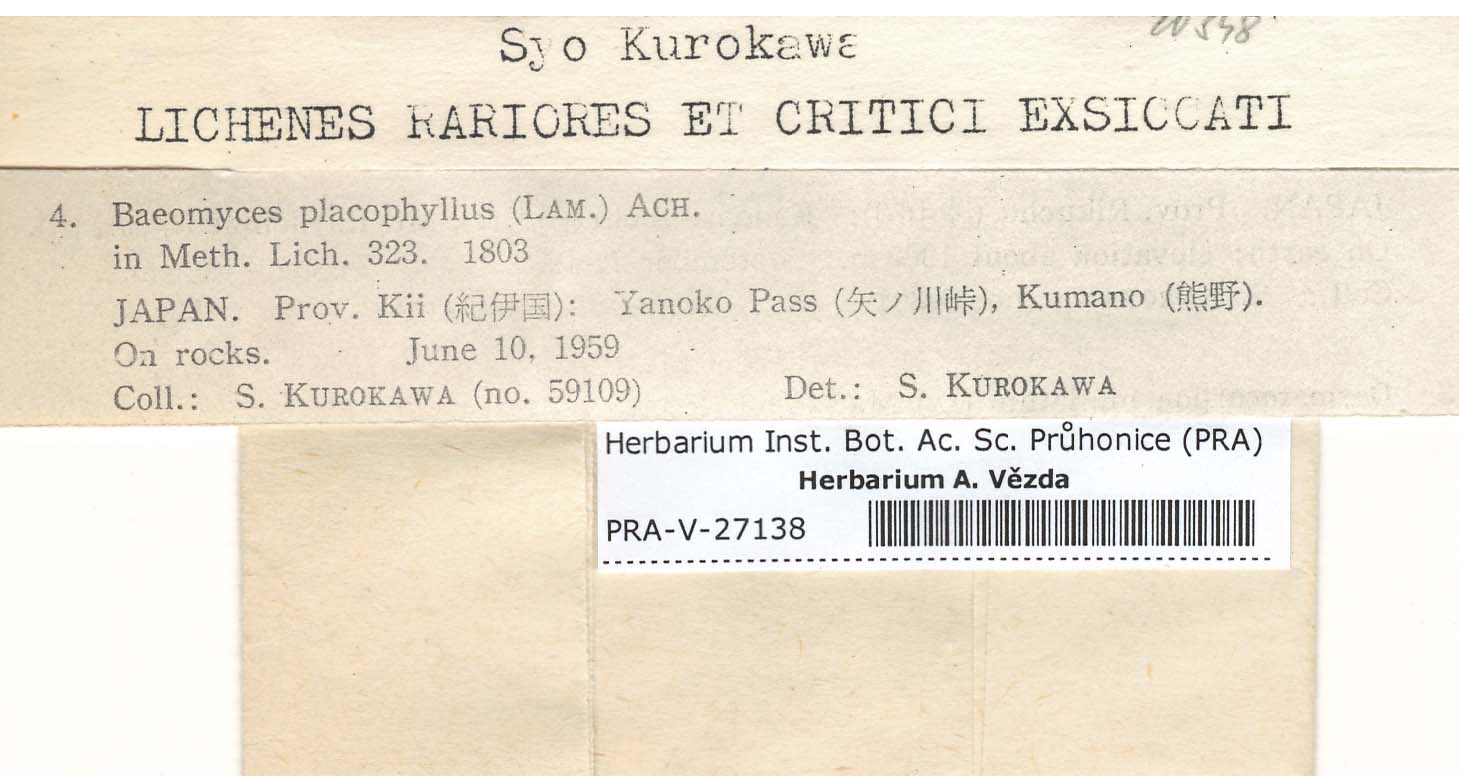 Syo Kurokawa
LICHENES RARIORES ET CRITICI EXSICCATI
4. Baeomyces placophyllus (LAM.) ACH.
in Meth. Lich. 323. 1803
JAPAN. Prov. Kii (紀伊国): Yanoko Pass (矢ノ川峠), Kumano (熊野).
On rocks. June 10, 1959
Coll.: S. KUROKAWA (no. 59109) Det.: S. KUROKAWA
Herbarium Inst. Bot. Ac. Sc. Průhonice (PRA)
Herbarium A. Vězda
PRA-V-27138